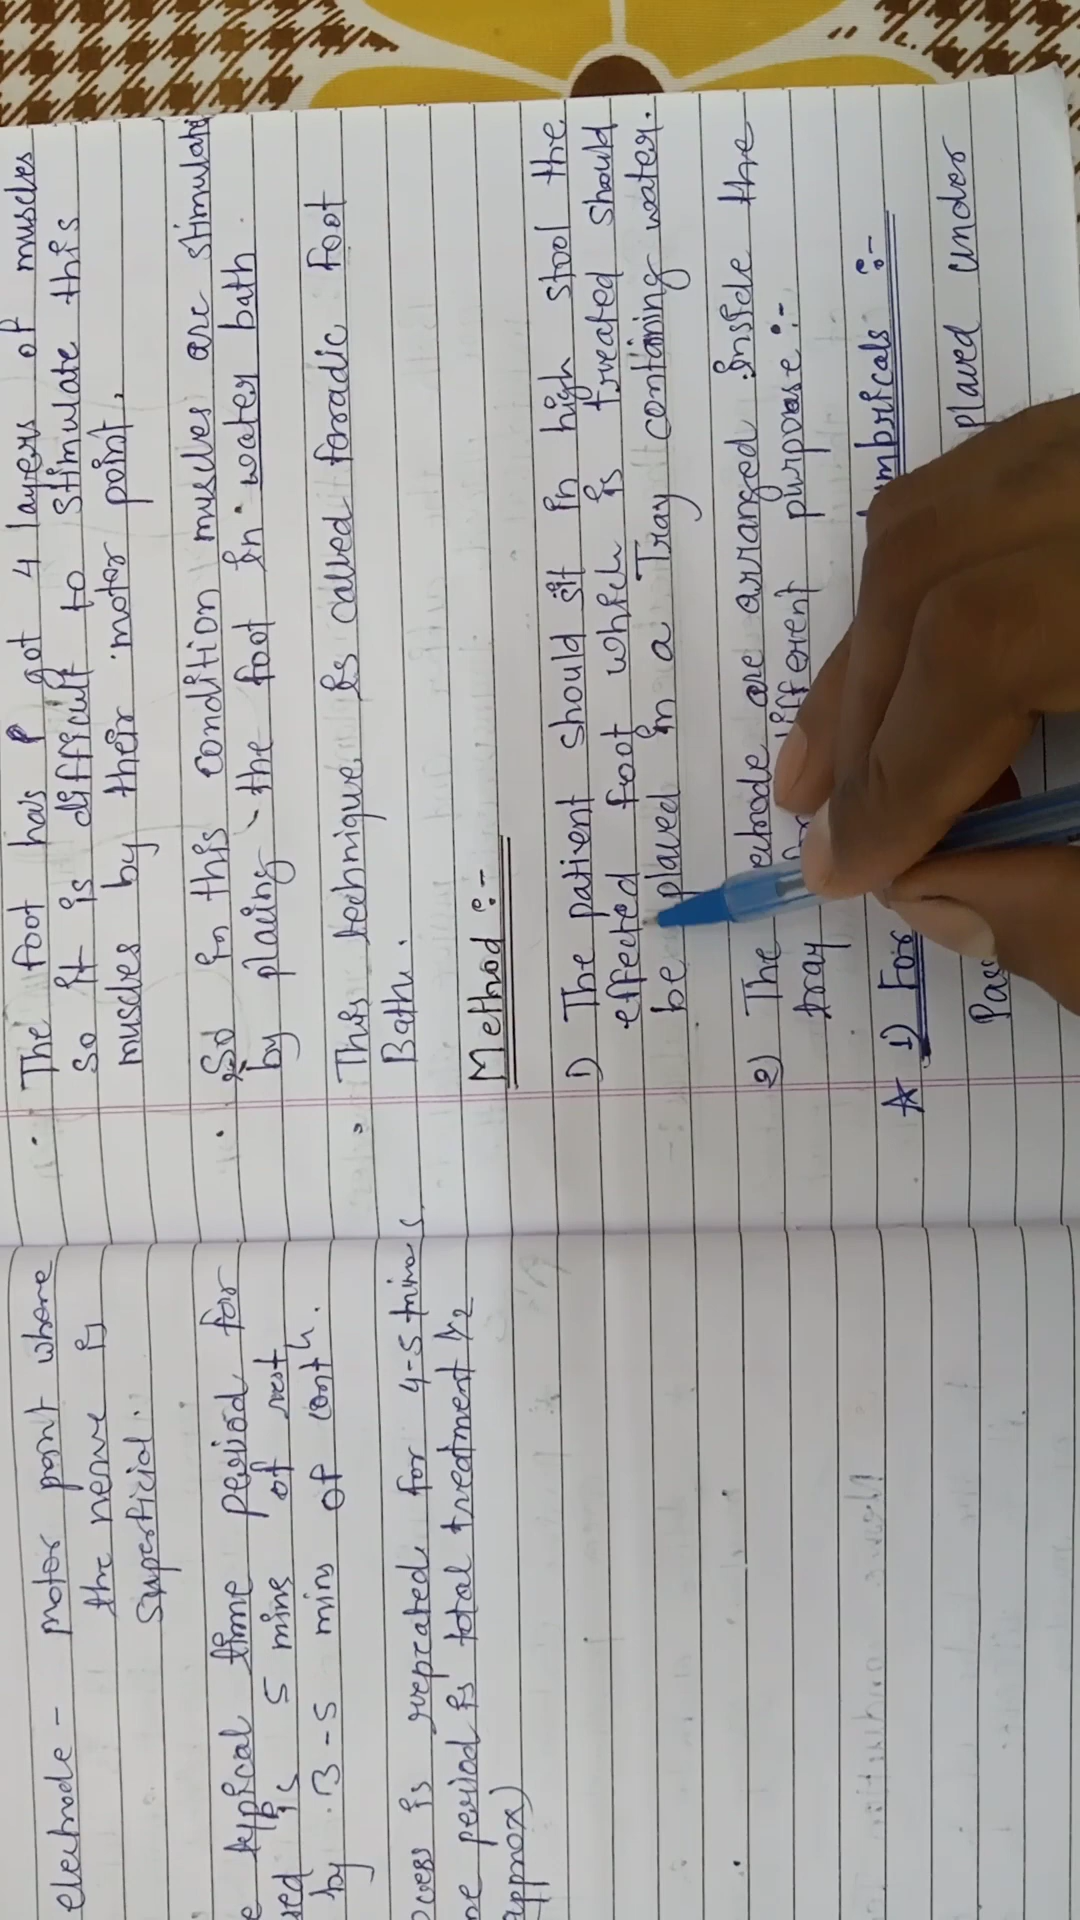 electrode - motor point where
the nerve is
superficial.
typical time period for
is 5 mins of rest
by 3-5 mins of contn.
is repeated for 4-5 times
period is total treatment 1/2
approx)
• The foot has got 4 layers of muscles
so it is difficult to stimulate this
muscles by their motor point.
• So in this condition muscles are stimulate
by placing the foot in water bath
This technique is called faradic foot
Bath.
Method :-
1) The patient should sit in high stool the
effected foot which is treated should
be placed in a Tray containing water.
2) The are arranged inside the
tray different purpose :-
☆ 1) For :-
placed under